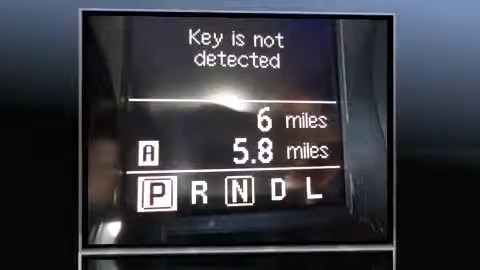 Key is not
detected
6 miles
A 5.8 miles
P R N D L